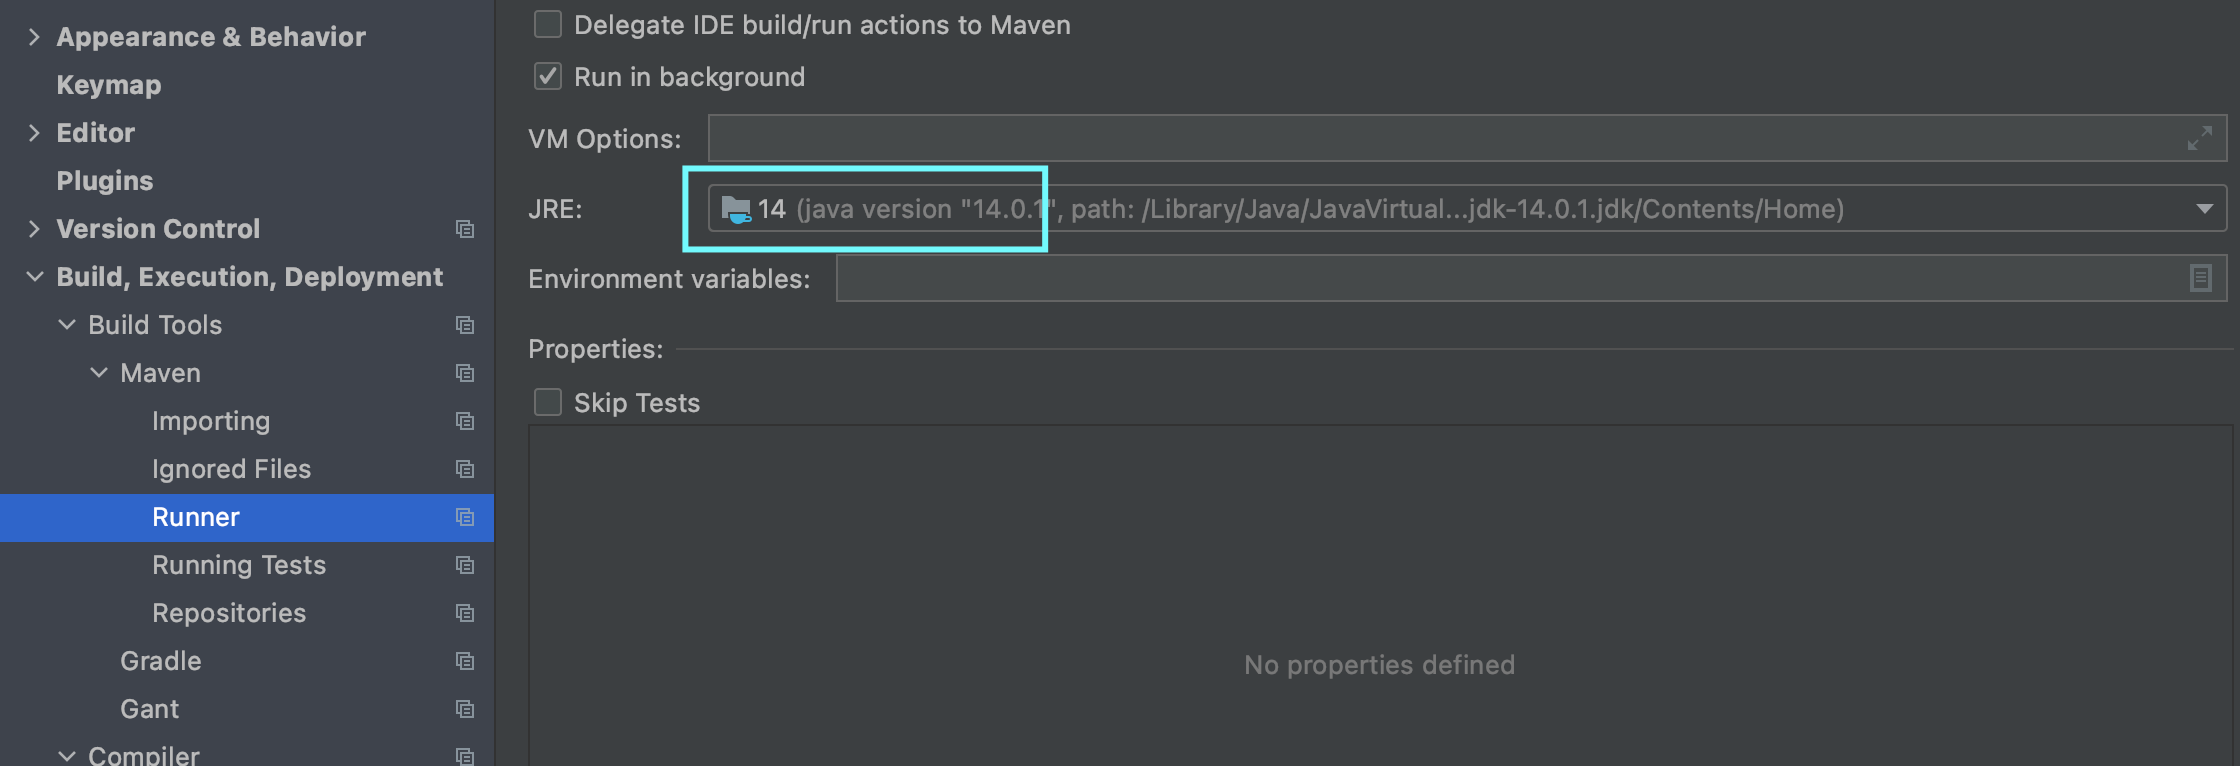 Appearance & Behavior
Keymap
Editor
Plugins
Version Control
Build, Execution, Deployment
Build Tools
Maven
Importing
Ignored Files
Runner
Running Tests
Repositories
Gradle
Gant
Compiler
Delegate IDE build/run actions to Maven
Run in background
VM Options:
JRE: 14 (java version "14.0.1", path: /Library/Java/JavaVirtual...jdk-14.0.1.jdk/Contents/Home)
Environment variables:
Properties:
Skip Tests
No properties defined